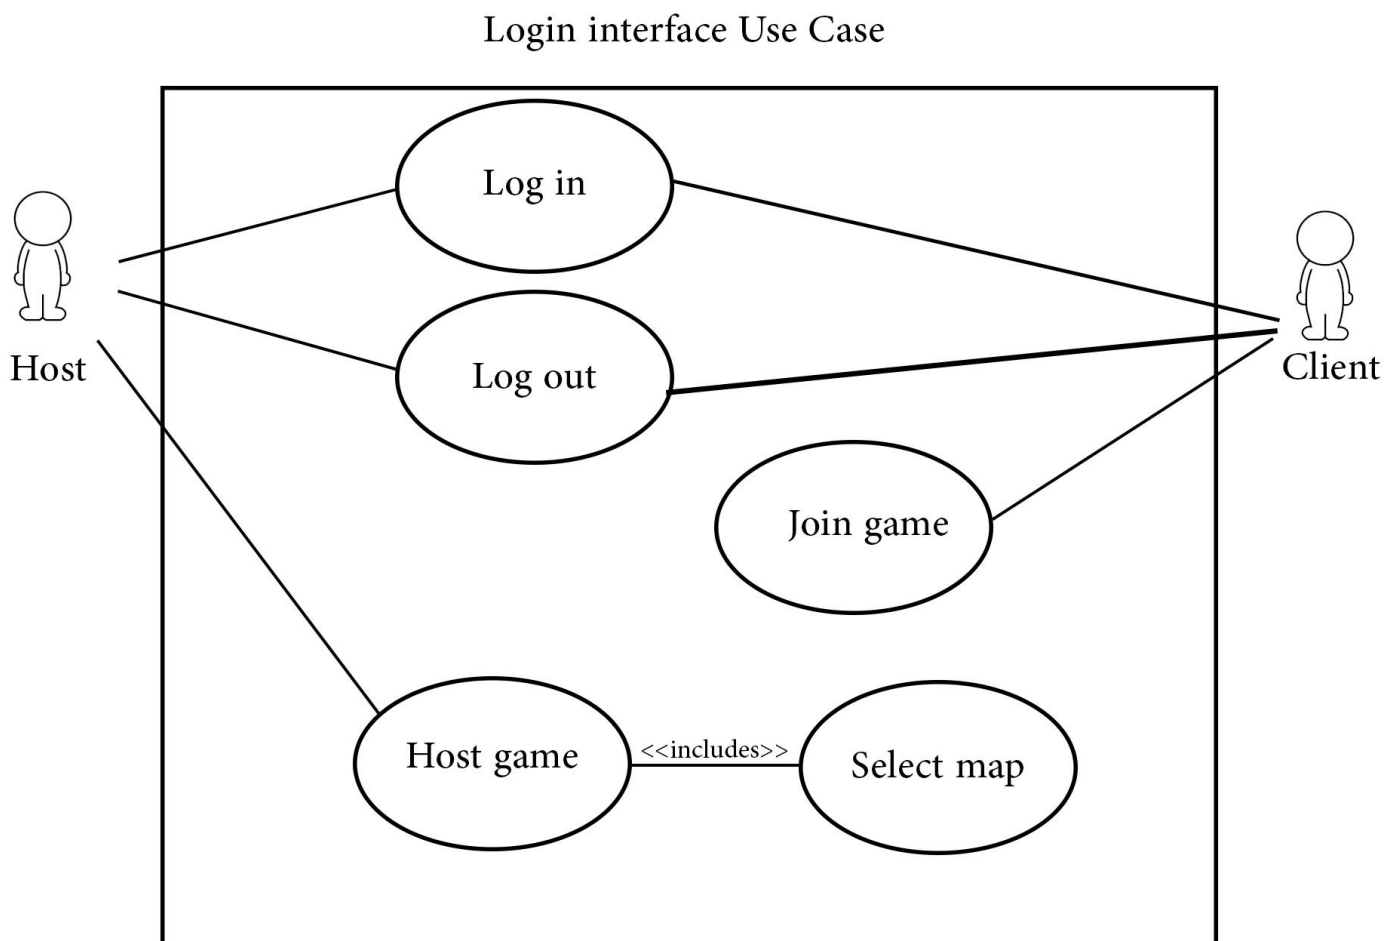 Login interface Use Case
Log in
Host
Log out
Client
Join game
Host game
<<includes>>
Select map